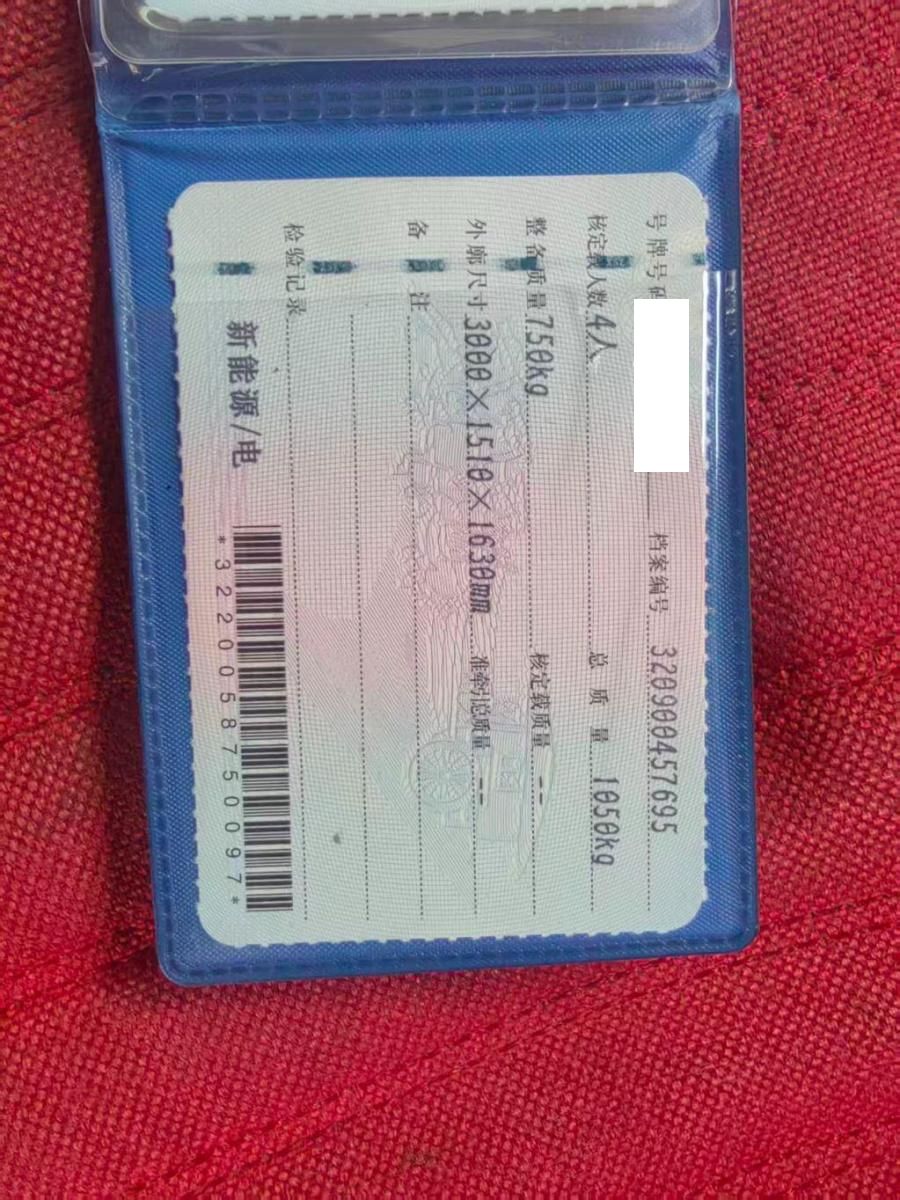 号牌号码 档案编号 320900457695
核定载人数 4人 总质量 1050kg
整备质量 750kg 核定载质量 --
外廓尺寸 3000×1510×1630mm 准牵引总质量 --
备注
检验记录
新能源/电
*3220058750097*